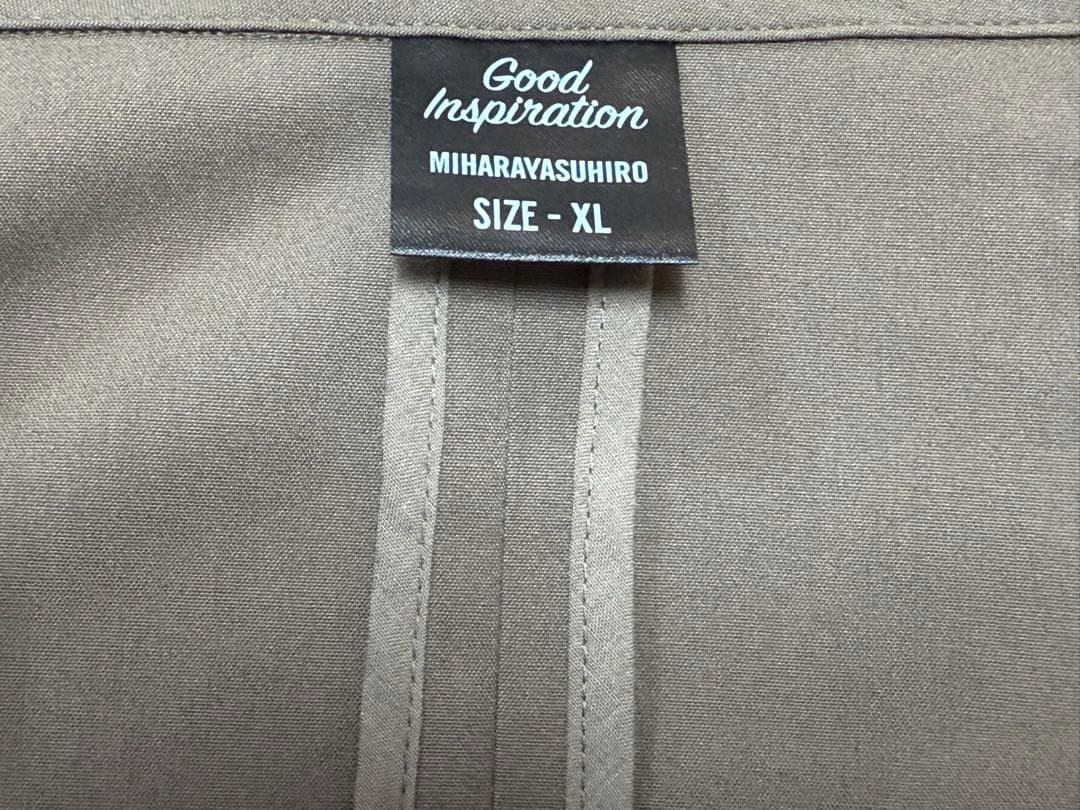 Good
Inspiration
MIHARAYASUHIRO
SIZE - XL